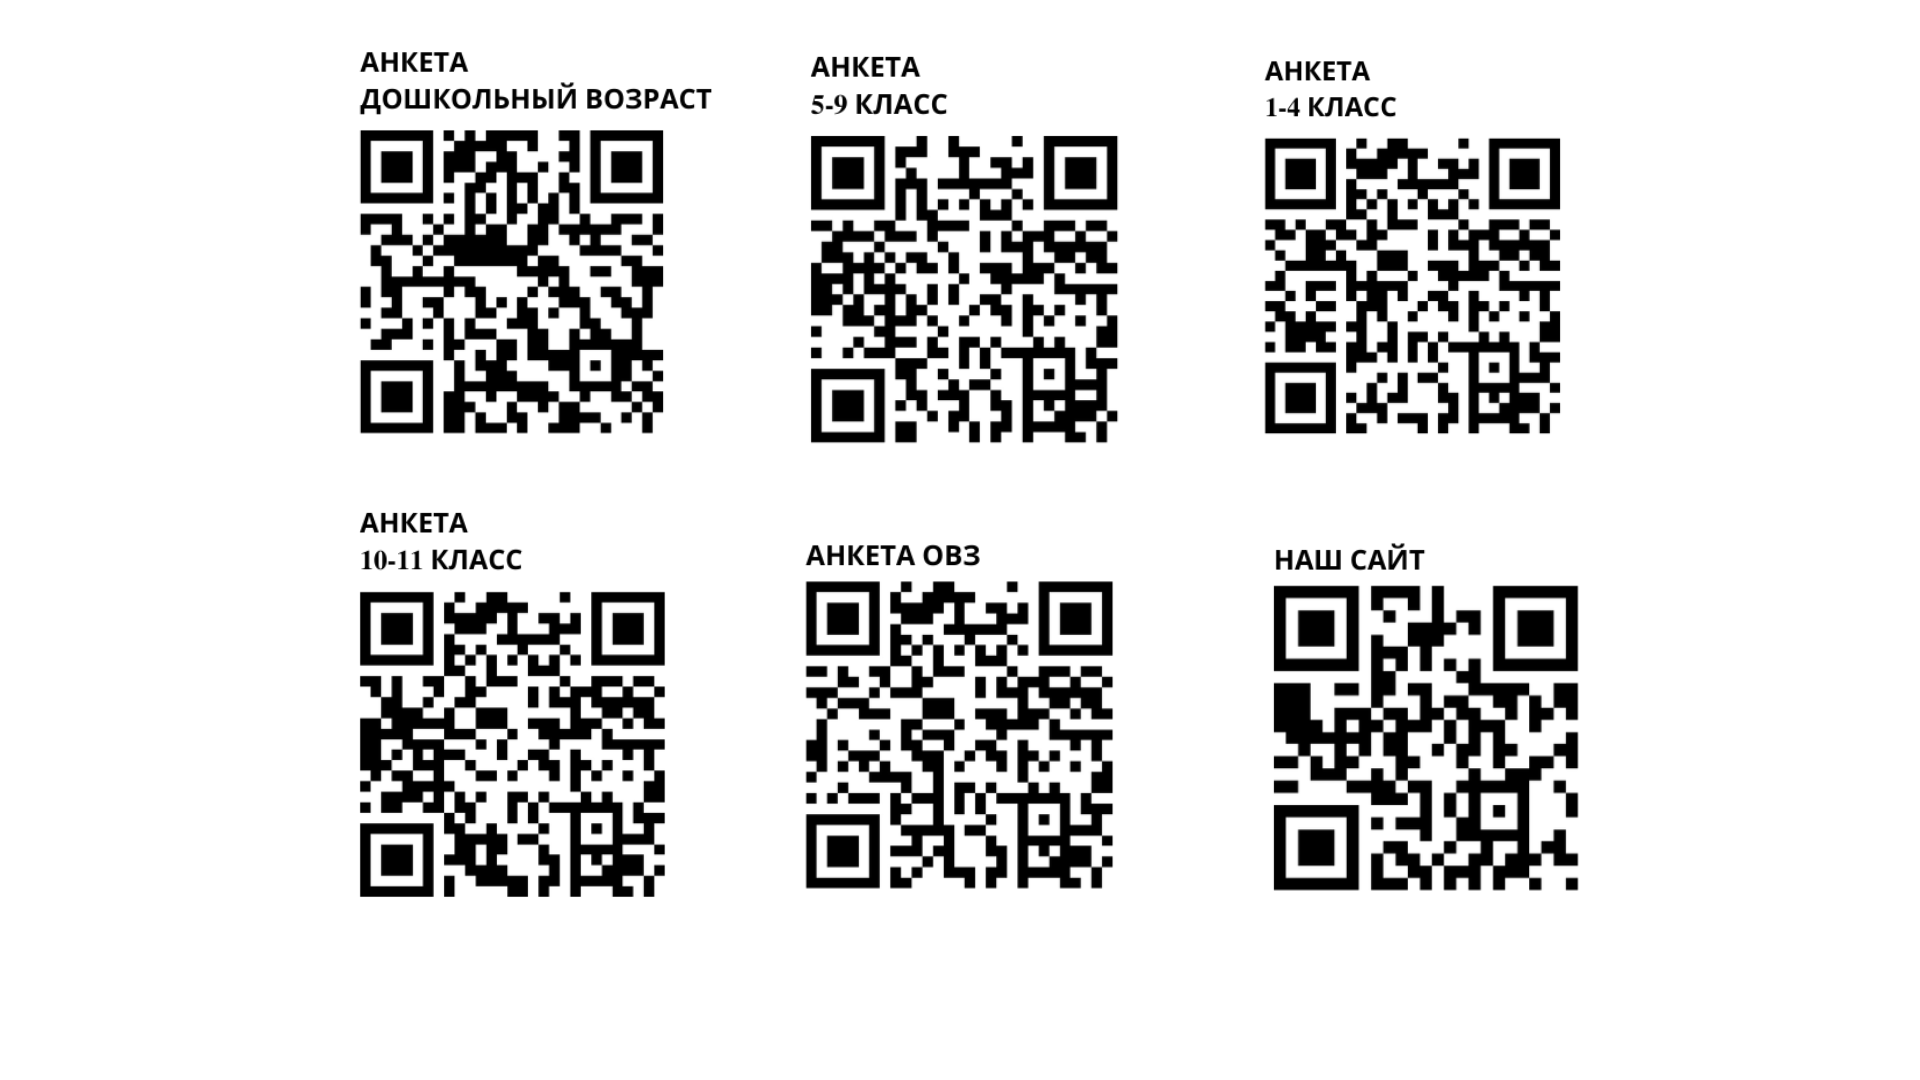 АНКЕТА
ДОШКОЛЬНЫЙ ВОЗРАСТ
АНКЕТА
5-9 КЛАСС
АНКЕТА
1-4 КЛАСС
АНКЕТА
10-11 КЛАСС
АНКЕТА ОВЗ
НАШ САЙТ